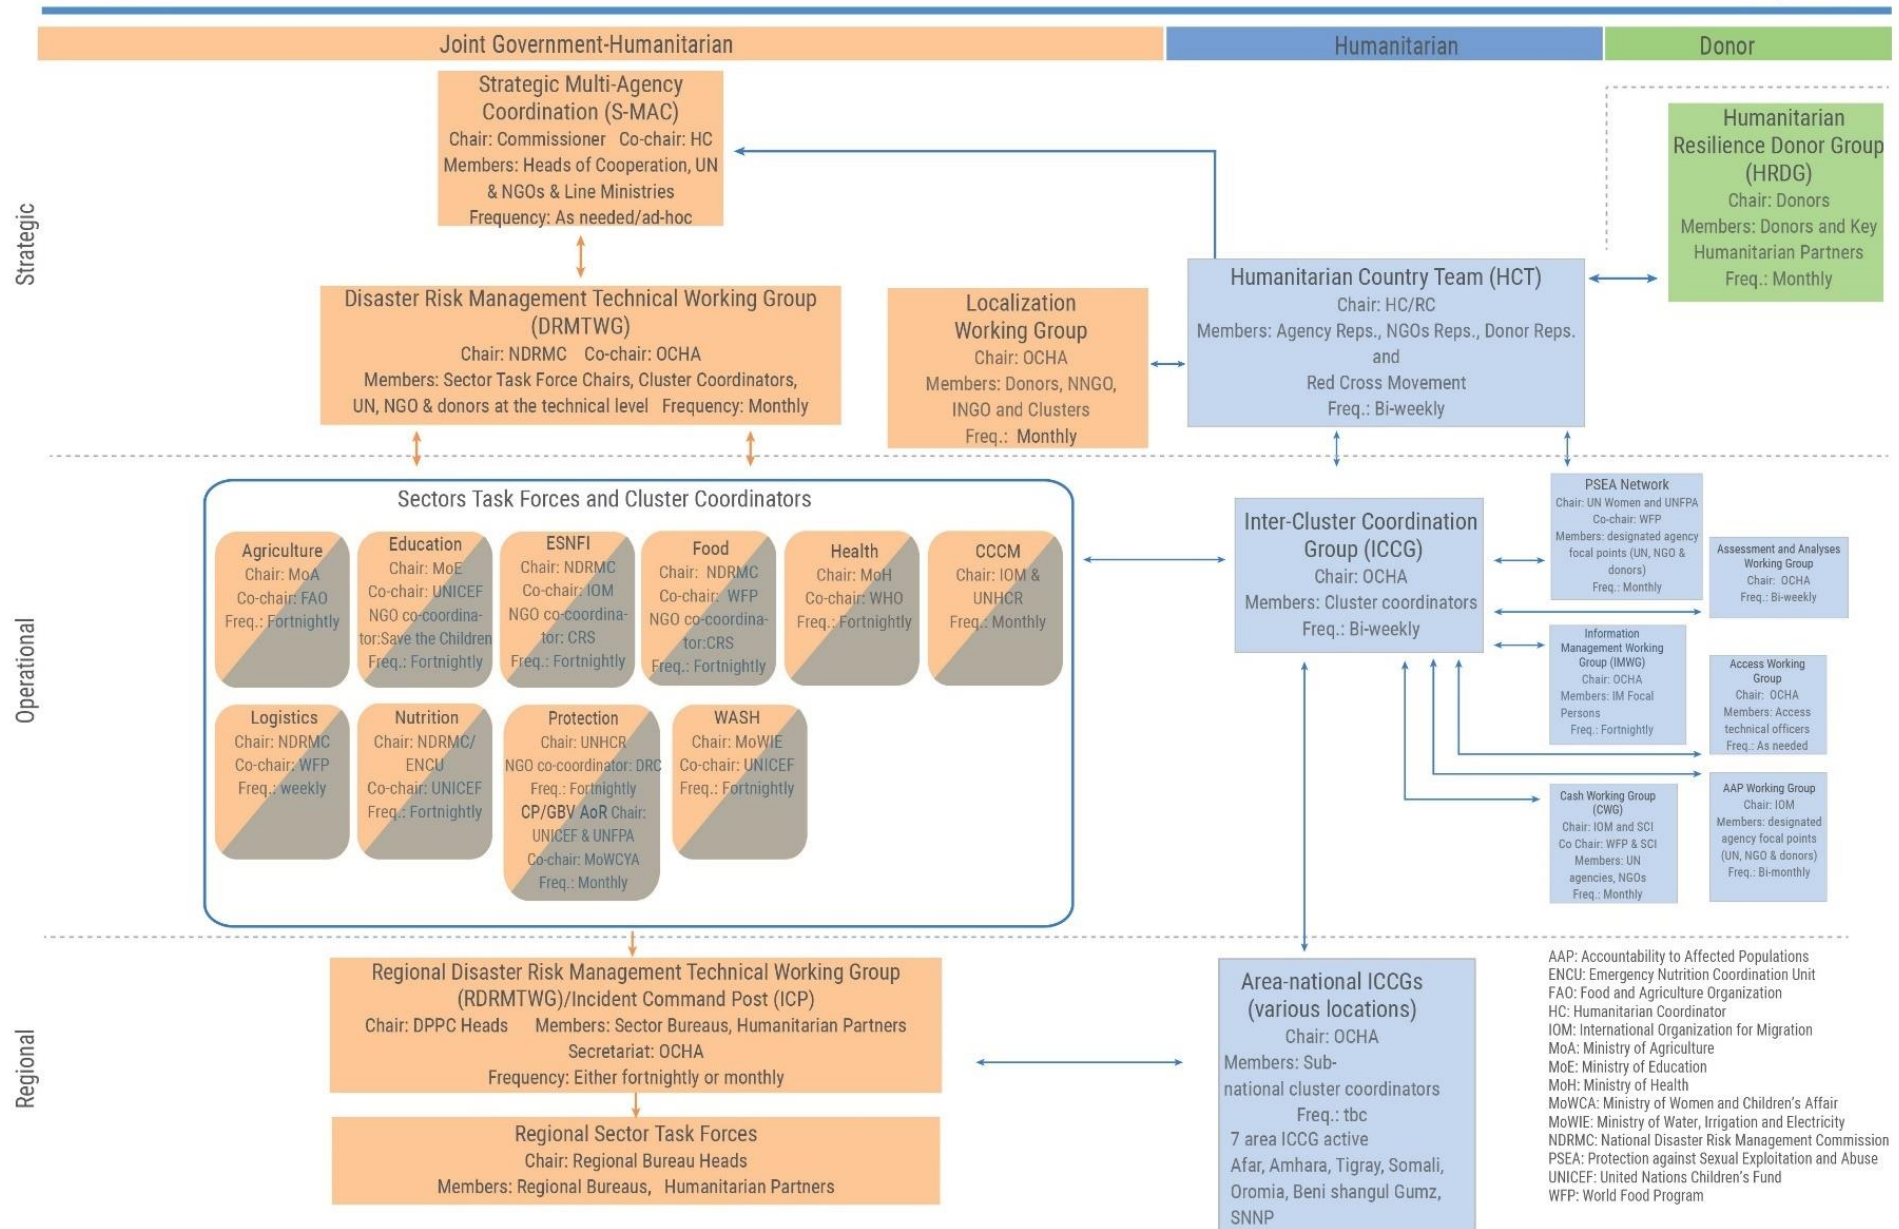 Joint Government-Humanitarian
Humanitarian
Donor
Strategic
Strategic Multi-Agency
Coordination (S-MAC)
Chair: Commissioner   Co-chair: HC
Members: Heads of Cooperation, UN
& NGOs & Line Ministries
Frequency: As needed/ad-hoc
Humanitarian
Resilience Donor Group
(HRDG)
Chair: Donors
Members: Donors and Key
Humanitarian Partners
Freq.: Monthly
Disaster Risk Management Technical Working Group
(DRMTWG)
Chair: NDRMC   Co-chair: OCHA
Members: Sector Task Force Chairs, Cluster Coordinators,
UN, NGO & donors at the technical level   Frequency: Monthly
Localization
Working Group
Chair: OCHA
Members: Donors, NNGO,
INGO and Clusters
Freq.: Monthly
Humanitarian Country Team (HCT)
Chair: HC/RC
Members: Agency Reps., NGOs Reps., Donor Reps.
and
Red Cross Movement
Freq.: Bi-weekly
Operational
Sectors Task Forces and Cluster Coordinators
Agriculture
Chair: MoA
Co-chair: FAO
Freq.: Fortnightly
Education
Chair: MoE
Co-chair: UNICEF
NGO co-coordina-
tor:Save the Children
Freq.: Fortnightly
ESNFI
Chair: NDRMC
Co-chair: IOM
NGO co-coordina-
tor: CRS
Freq.: Fortnightly
Food
Chair: NDRMC
Co-chair: WFP
NGO co-coordina-
tor:CRS
Freq.: Fortnightly
Health
Chair: MoH
Co-chair: WHO
Freq.: Fortnightly
CCCM
Chair: IOM &
UNHCR
Freq.: Monthly
Logistics
Chair: NDRMC
Co-chair: WFP
Freq.: weekly
Nutrition
Chair: NDRMC/
ENCU
Co-chair: UNICEF
Freq.: Fortnightly
Protection
Chair: UNHCR
NGO co-coordinator: DRC
Freq.: Fortnightly
CP/GBV AoR Chair:
UNICEF & UNFPA
Co-chair: MoWCYA
Freq.: Monthly
WASH
Chair: MoWIE
Co-chair: UNICEF
Freq.: Fortnightly
Inter-Cluster Coordination
Group (ICCG)
Chair: OCHA
Members: Cluster coordinators
Freq.: Bi-weekly
PSEA Network
Chair: UN Women and UNFPA
Co-chair: WFP
Members: designated agency
focal points (UN, NGO &
donors)
Freq.: Monthly
Assessment and Analyses
Working Group
Chair: OCHA
Freq.: Bi-weekly
Information
Management Working
Group (IMWG)
Chair: OCHA
Members: IM Focal
Persons
Freq.: Fortnightly
Access Working
Group
Chair: OCHA
Members: Access
technical officers
Freq.: As needed
Cash Working Group
(CWG)
Chair: IOM and SCI
Co Chair: WFP & SCI
Members: UN
agencies, NGOs
Freq.: Monthly
AAP Working Group
Chair: IOM
Members: designated
agency focal points
(UN, NGO & donors)
Freq.: Bi-monthly
Regional
Regional Disaster Risk Management Technical Working Group
(RDRMTWG)/Incident Command Post (ICP)
Chair: DPPC Heads   Members: Sector Bureaus, Humanitarian Partners
Secretariat: OCHA
Frequency: Either fortnightly or monthly
Regional Sector Task Forces
Chair: Regional Bureau Heads
Members: Regional Bureaus,   Humanitarian Partners
Area-national ICCGs
(various locations)
Chair: OCHA
Members: Sub-
national cluster coordinators
Freq.: tbc
7 area ICCG active
Afar, Amhara, Tigray, Somali,
Oromia, Beni shangul Gumz,
SNNP
AAP: Accountability to Affected Populations
ENCU: Emergency Nutrition Coordination Unit
FAO: Food and Agriculture Organization
HC: Humanitarian Coordinator
IOM: International Organization for Migration
MoA: Ministry of Agriculture
MoE: Ministry of Education
MoH: Ministry of Health
MoWCA: Ministry of Women and Children's Affair
MoWIE: Ministry of Water, Irrigation and Electricity
NDRMC: National Disaster Risk Management Commission
PSEA: Protection against Sexual Exploitation and Abuse
UNICEF: United Nations Children's Fund
WFP: World Food Program